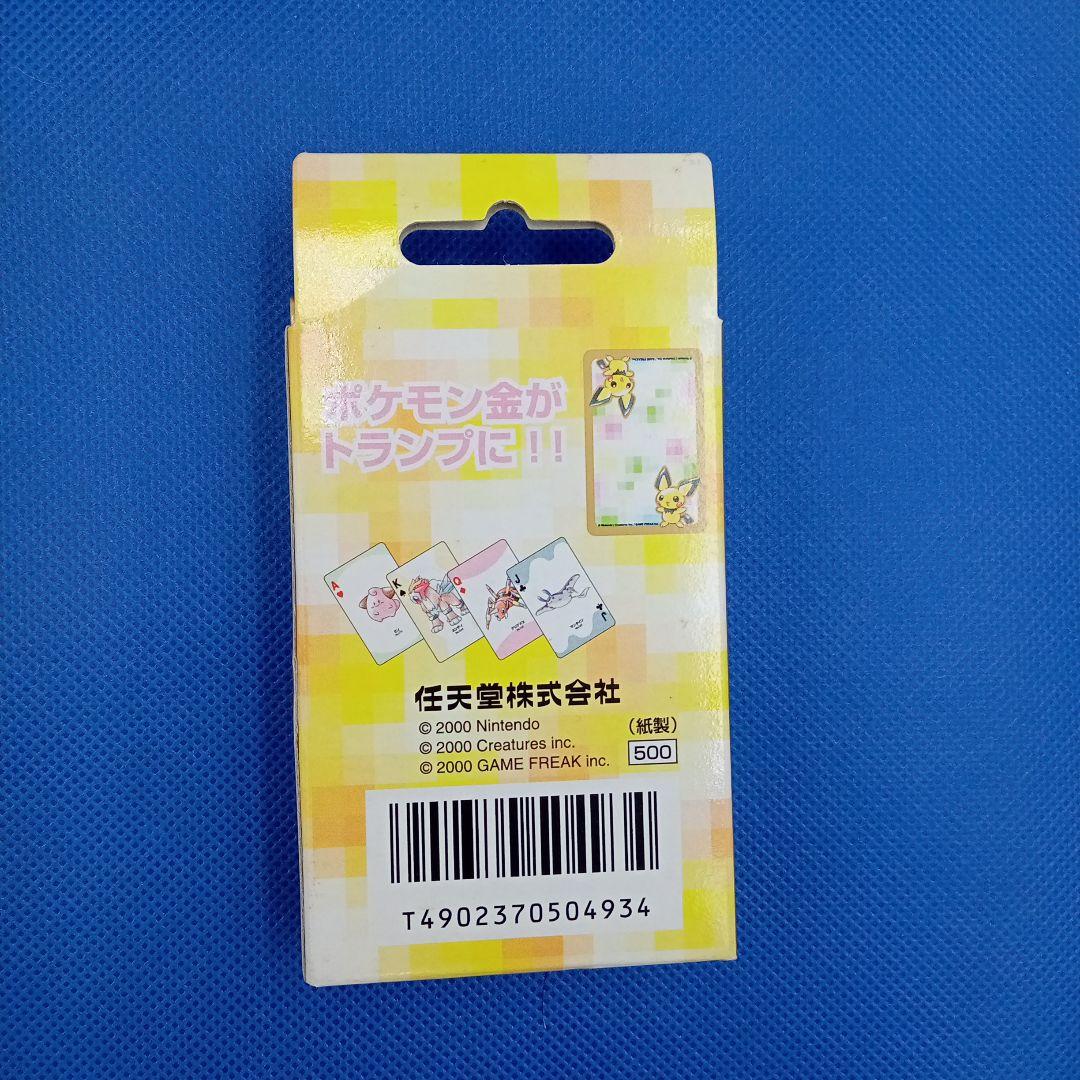 ポケモン金が
トランプに!!
A
K
Q
J
任天堂株式会社
© 2000 Nintendo
© 2000 Creatures inc.
© 2000 GAME FREAK inc.
(紙製)
500
T4902370504934